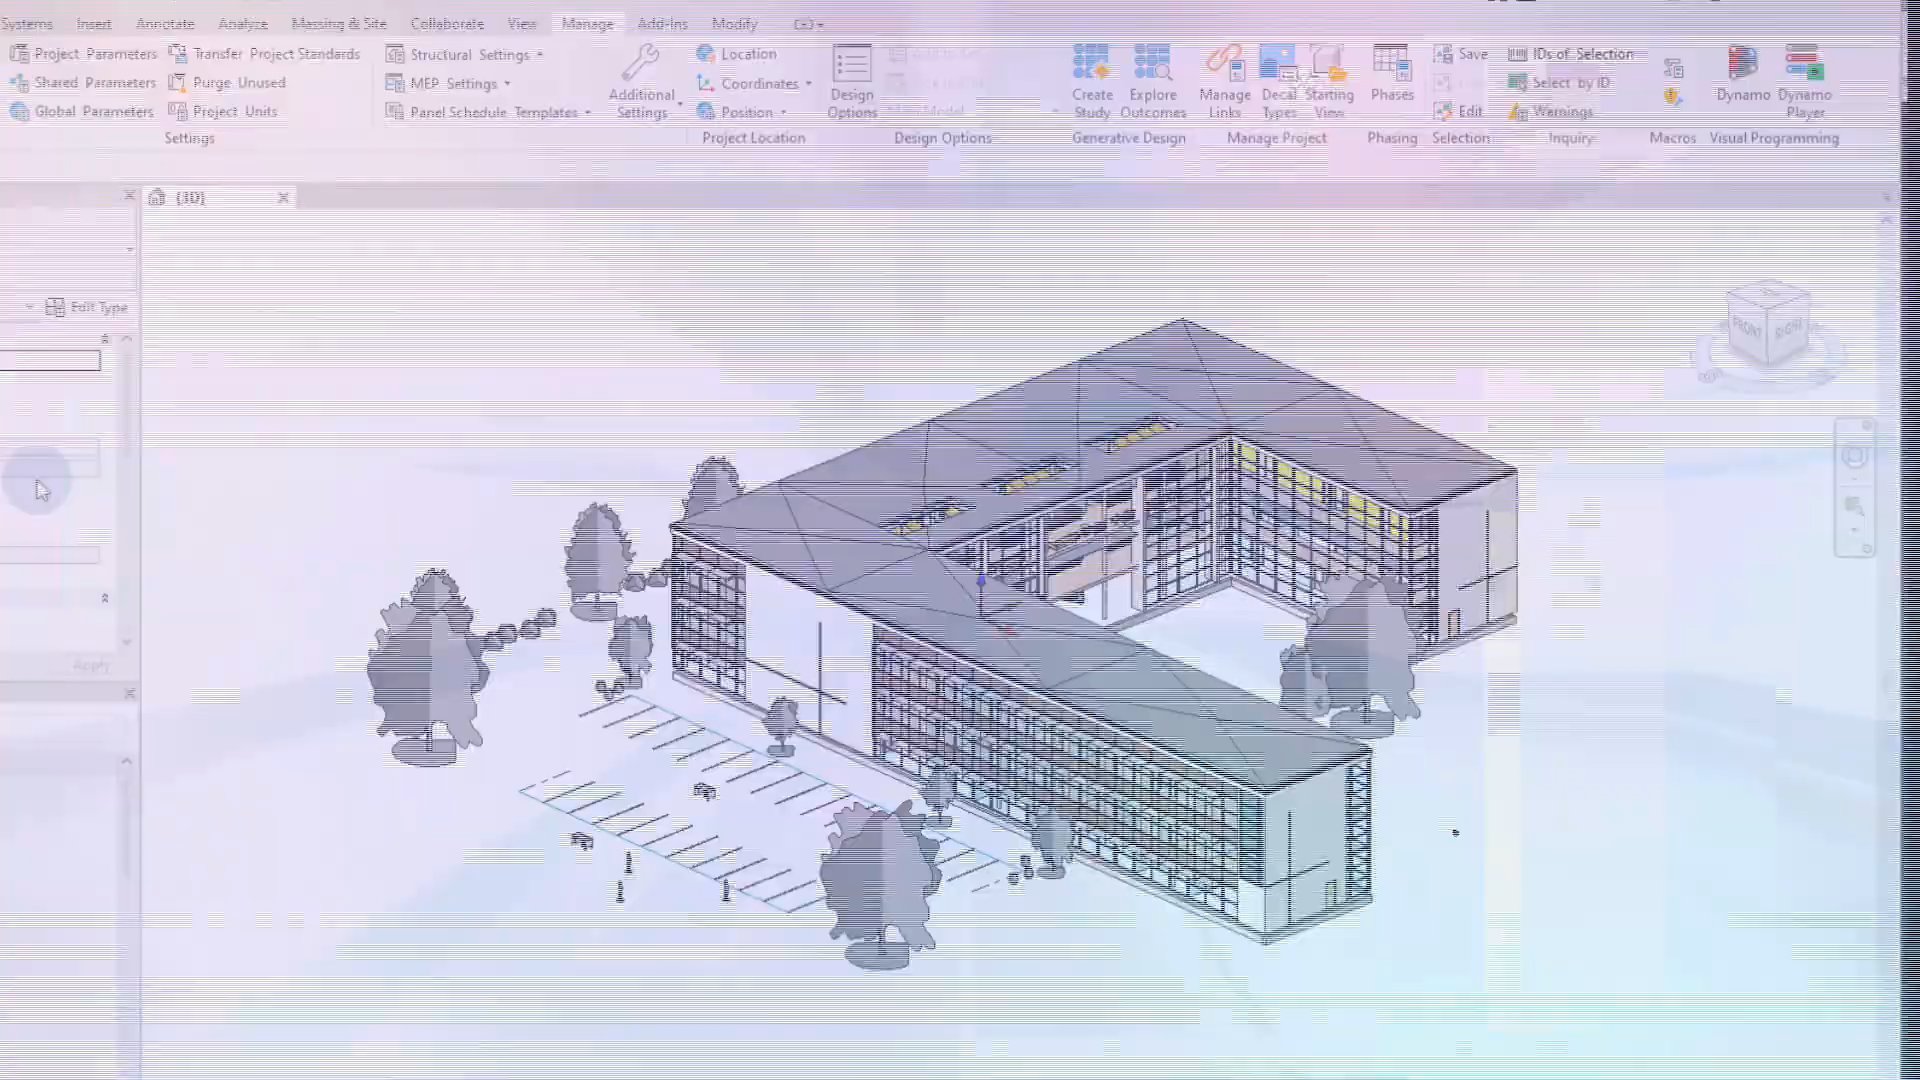 Systems Insert Annotate Analyze Massing & Site Collaborate View Manage Add-Ins Modify
Project Parameters Transfer Project Standards Structural Settings Location Save IDs of Selection
Shared Parameters Purge Unused MEP Settings Coordinates Select by ID
Global Parameters Project Units Panel Schedule Templates Position Edit Warnings
Additional Settings
Design Options
Main Model
Create Study
Explore Outcomes
Manage Links
Decal Types
Starting View
Phases
Dynamo
Dynamo Player
Settings Project Location Design Options Generative Design Manage Project Phasing Selection Inquiry Macros Visual Programming
{3D}
Edit Type
FRONT RIGHT
Apply